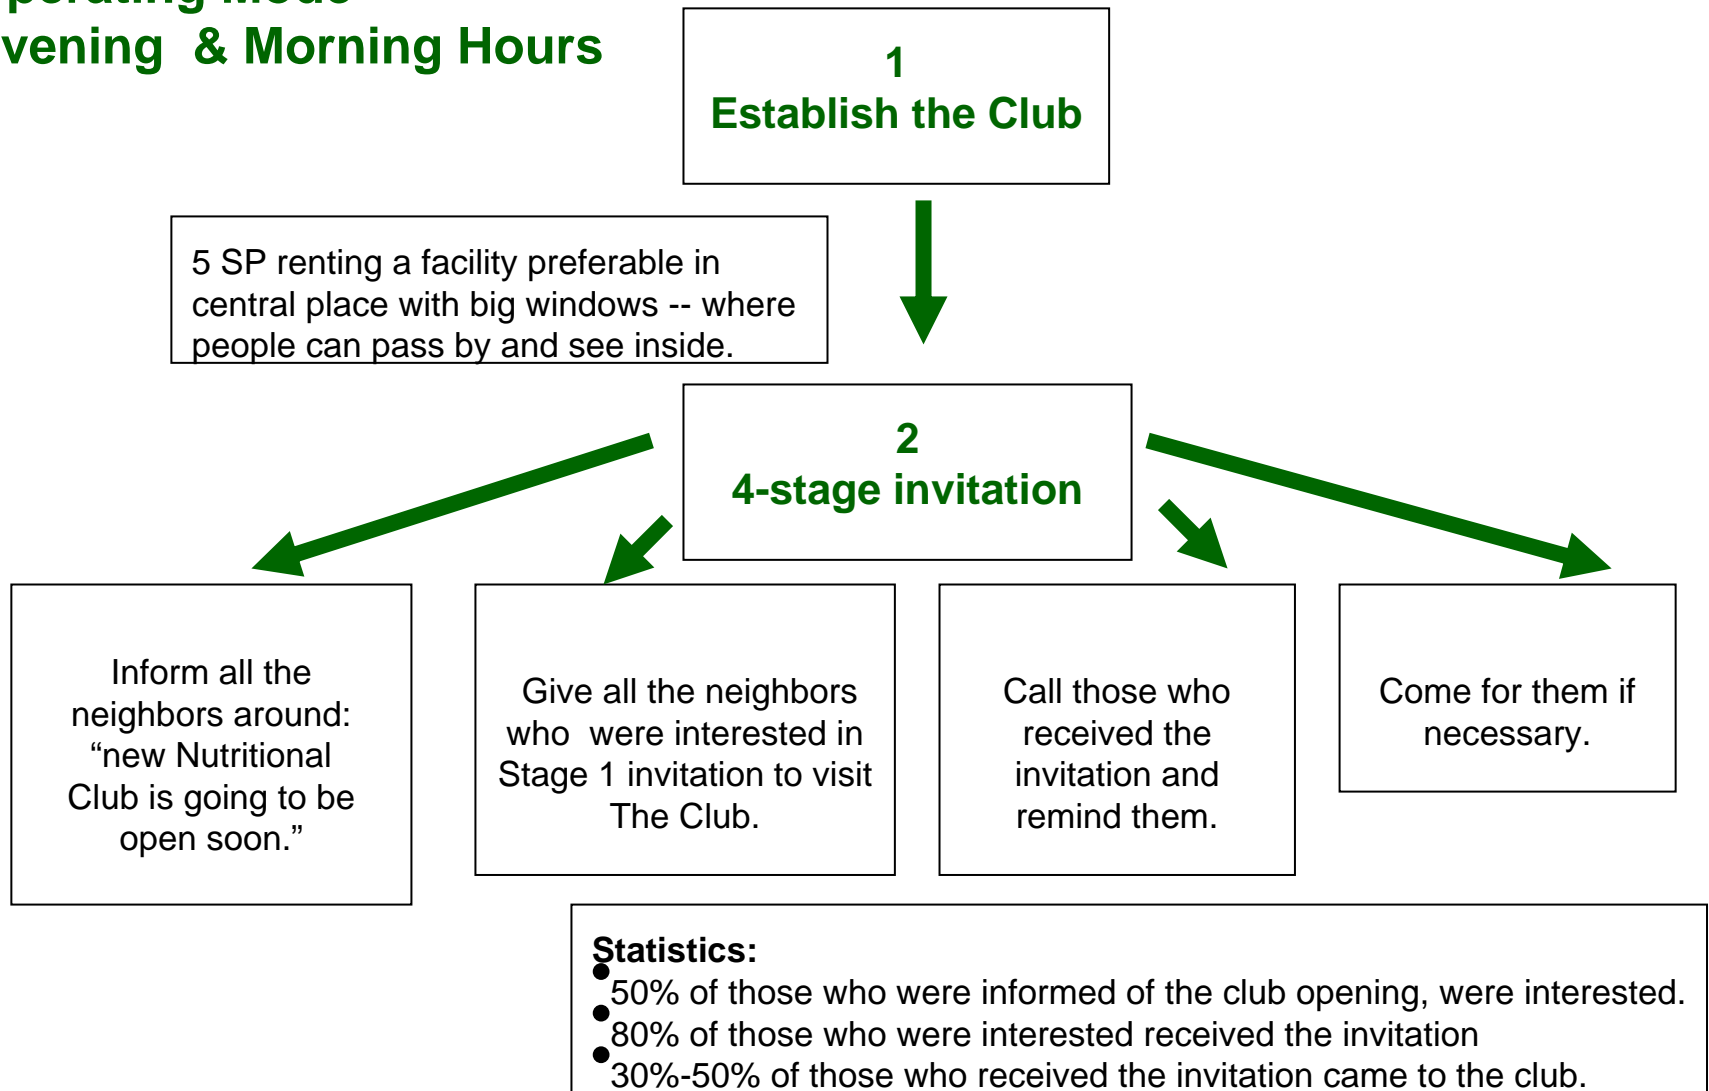 perating Mode
vening & Morning Hours
1
Establish the Club
5 SP renting a facility preferable in
central place with big windows -- where
people can pass by and see inside.
2
4-stage invitation
Inform all the
neighbors around:
“new Nutritional
Club is going to be
open soon.”
Give all the neighbors
who were interested in
Stage 1 invitation to visit
The Club.
Call those who
received the
invitation and
remind them.
Come for them if
necessary.
Statistics:
•50% of those who were informed of the club opening, were interested.
•80% of those who were interested received the invitation
•30%-50% of those who received the invitation came to the club.